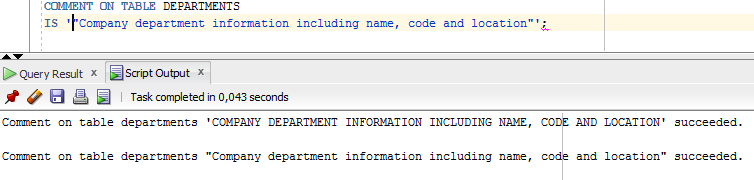 COMMENT ON TABLE DEPARTMENTS
IS '"Company department information including name, code and location"';
Query Result x Script Output x
Task completed in 0,043 seconds
Comment on table departments 'COMPANY DEPARTMENT INFORMATION INCLUDING NAME, CODE AND LOCATION' succeeded.
Comment on table departments "Company department information including name, code and location" succeeded.